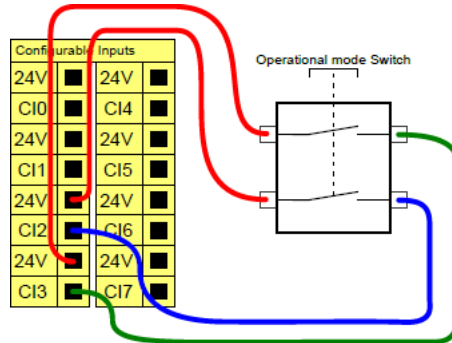 Configurable Inputs
Operational mode Switch
24V 24V
CI0 CI4
24V 24V
CI1 CI5
24V 24V
CI2 CI6
24V 24V
CI3 CI7